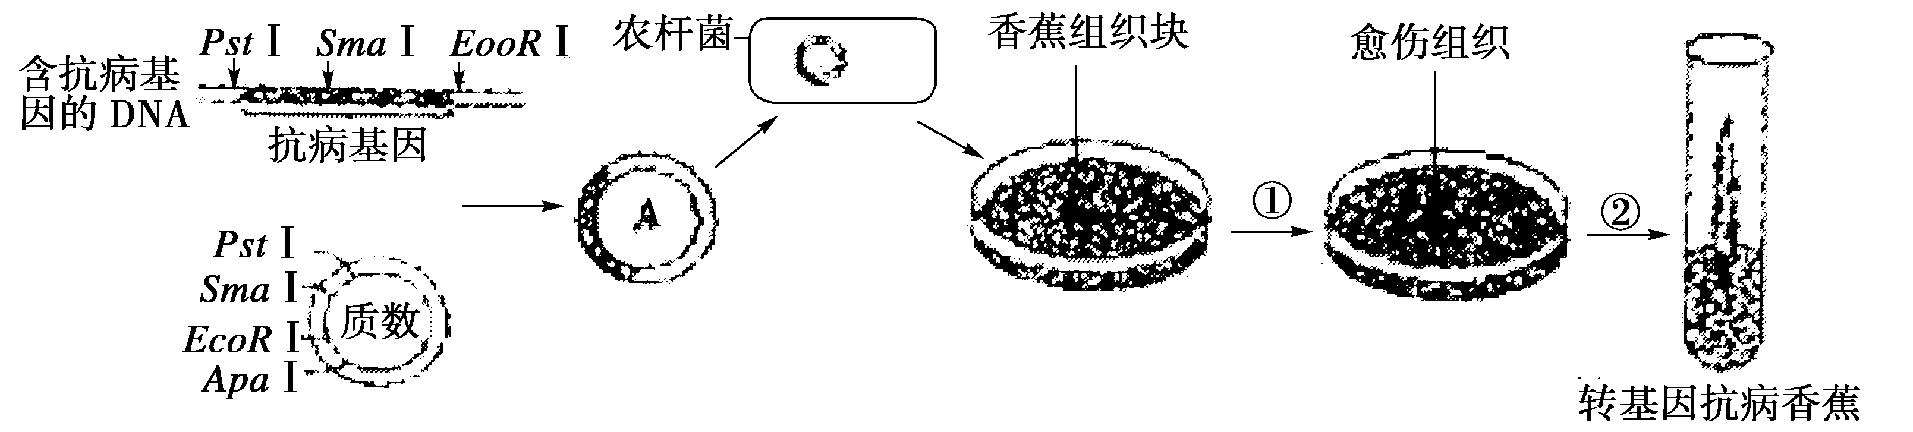 Pst Ⅰ Sma Ⅰ EooR Ⅰ
含抗病基
因的 DNA
抗病基因
Pst Ⅰ
Sma Ⅰ
EcoR Ⅰ
Apa Ⅰ
质数
A
农杆菌
香蕉组织块
①
愈伤组织
②
转基因抗病香蕉